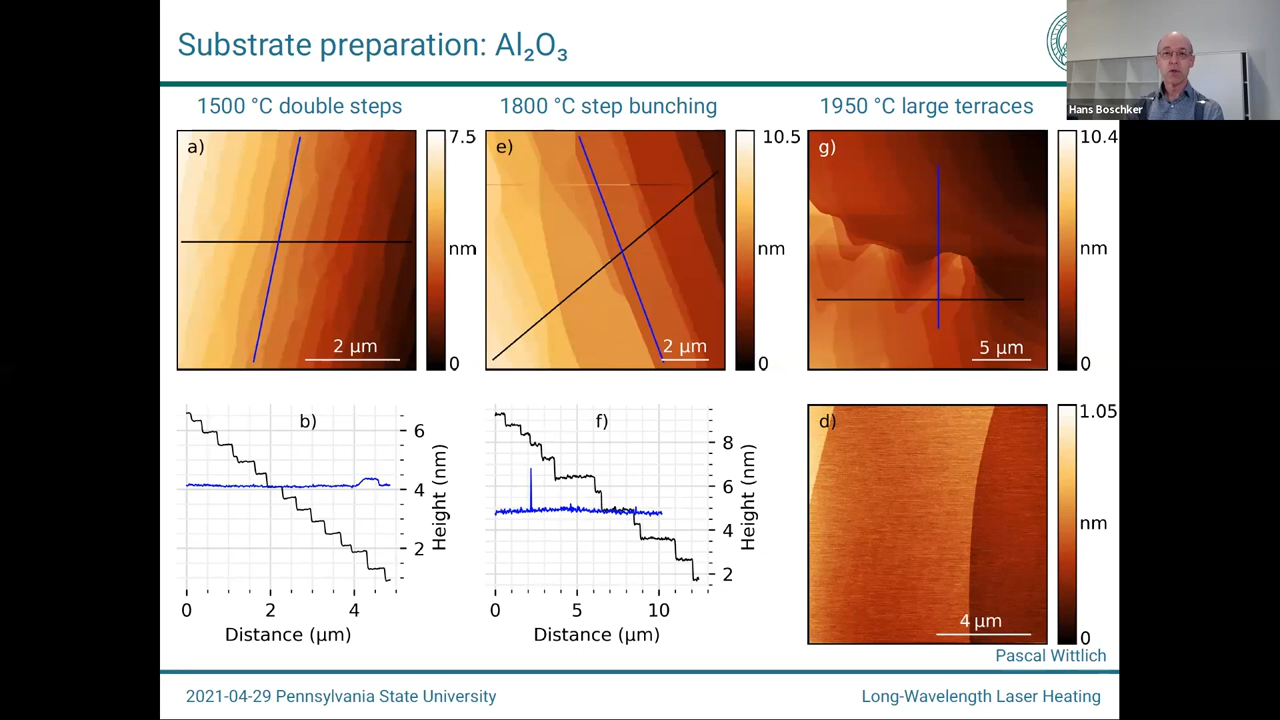 Substrate preparation: Al₂O₃
Hans Boschker
1500 °C double steps
1800 °C step bunching
1950 °C large terraces
a)
7.5
nm
0
2 µm
e)
10.5
nm
0
2 µm
g)
10.4
nm
0
5 µm
b)
6
4
2
Height (nm)
0 2 4
Distance (µm)
f)
8
6
4
2
Height (nm)
0 5 10
Distance (µm)
d)
1.05
nm
0
4 µm
Pascal Wittlich
2021-04-29 Pennsylvania State University
Long-Wavelength Laser Heating